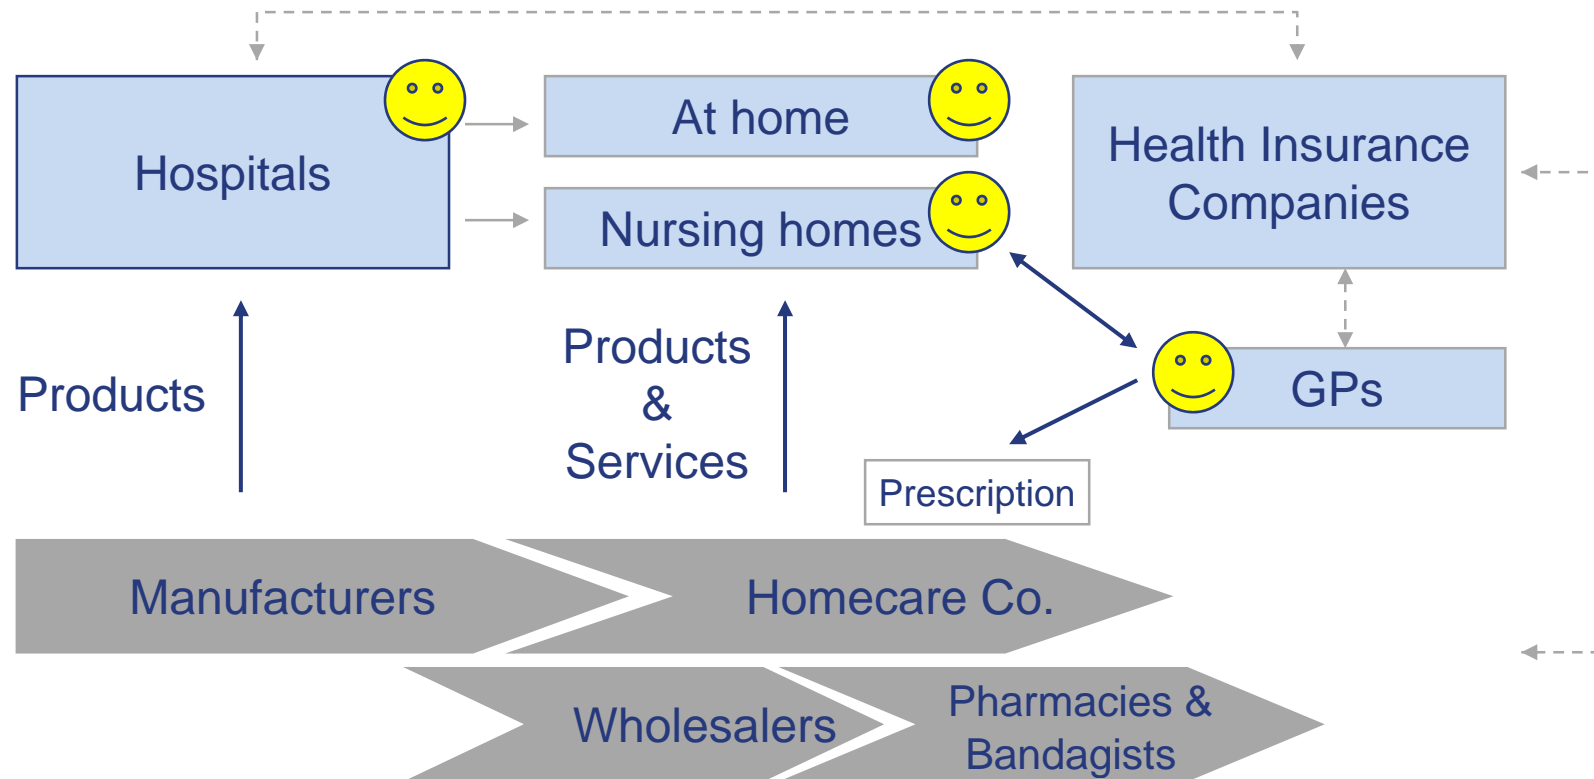 Hospitals
At home
Nursing homes
Health Insurance
Companies
Products
Products
&
Services
GPs
Prescription
Manufacturers
Homecare Co.
Wholesalers
Pharmacies &
Bandagists